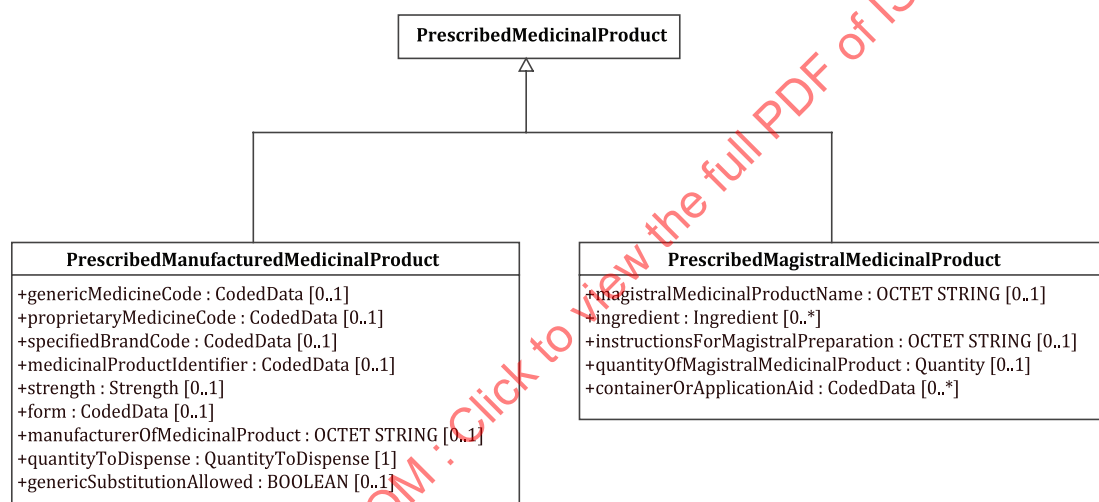 PrescribedMedicinalProduct
PrescribedManufacturedMedicinalProduct
+genericMedicineCode : CodedData [0..1]
+proprietaryMedicineCode : CodedData [0..1]
+specifiedBrandCode : CodedData [0..1]
+medicinalProductIdentifier : CodedData [0..1]
+strength : Strength [0..1]
+form : CodedData [0..1]
+manufacturerOfMedicinalProduct : OCTET STRING [0..1]
+quantityToDispense : QuantityToDispense [1]
+genericSubstitutionAllowed : BOOLEAN [0..1]
PrescribedMagistralMedicinalProduct
+magistralMedicinalProductName : OCTET STRING [0..1]
+ingredient : Ingredient [0..*]
+instructionsForMagistralPreparation : OCTET STRING [0..1]
+quantityOfMagistralMedicinalProduct : Quantity [0..1]
+containerOrApplicationAid : CodedData [0..*]
: Click to view the full PDF of